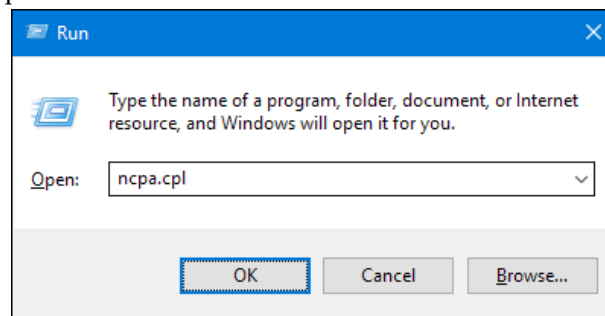 Run
Type the name of a program, folder, document, or Internet
resource, and Windows will open it for you.
Open: ncpa.cpl
OK Cancel Browse...